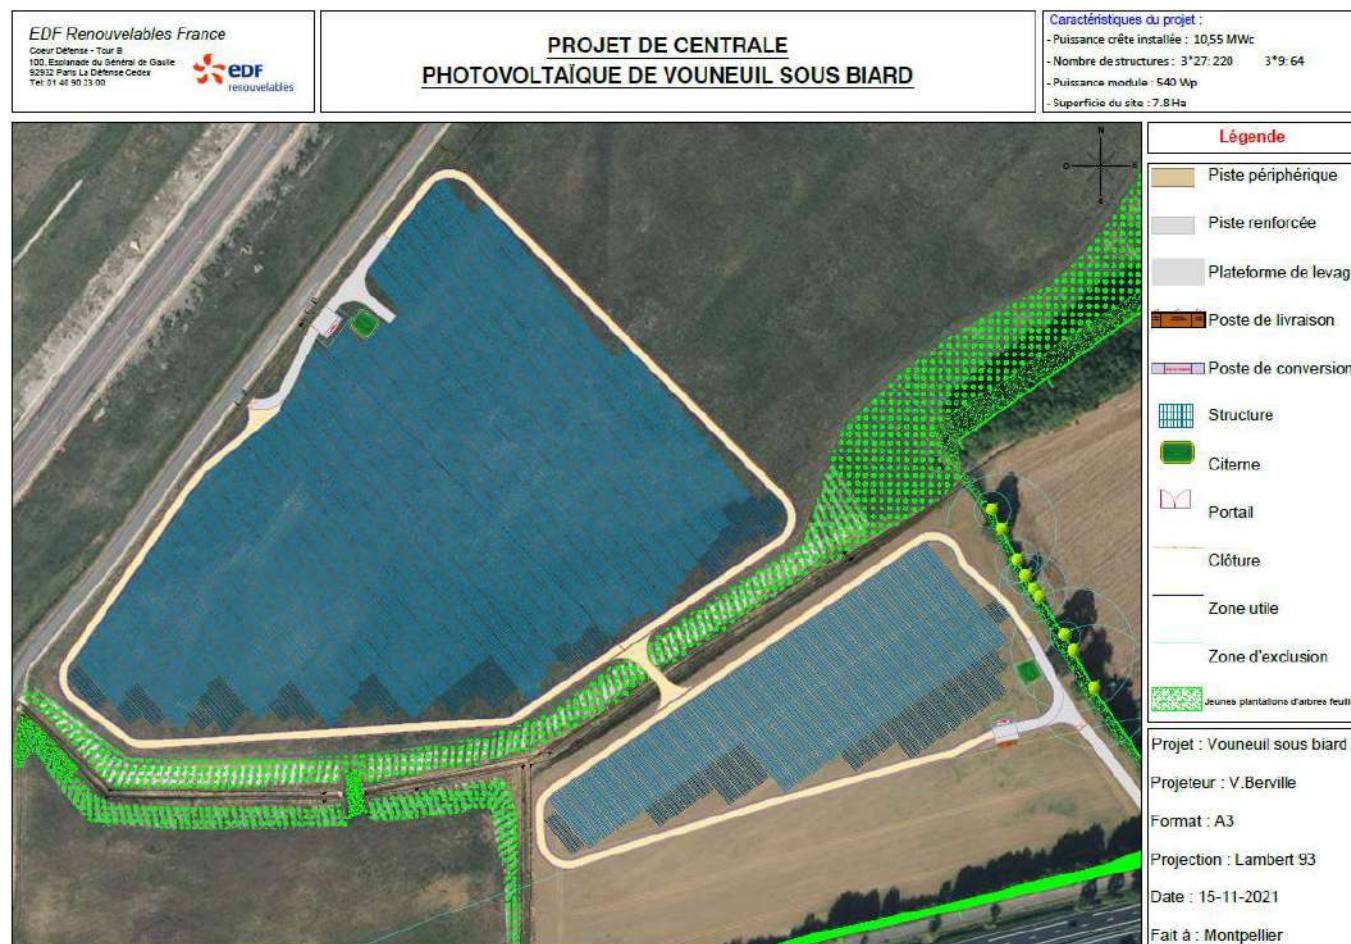 EDF Renouvelables France
Coeur Défense - Tour B
100, Esplanade du Général de Gaulle
92932 Paris La Défense Cedex
Tel: 01 40 90 23 00
edf
renouvelables
PROJET DE CENTRALE
PHOTOVOLTAÏQUE DE VOUNEUIL SOUS BIARD
Caractéristiques du projet :
- Puissance crête installée : 10,55 MWc
- Nombre de structures : 3*27: 220 3*9: 64
- Puissance module : 540 Wp
- Superficie du site : 7.8 Ha
N
O E
S
Légende
Piste périphérique
Piste renforcée
Plateforme de levag
Poste de livraison
Poste de conversion
Structure
Citerne
Portail
Clôture
Zone utile
Zone d'exclusion
Jeunes plantations d'arbres feuill
Projet : Vouneuil sous biard
Projeteur : V.Berville
Format : A3
Projection : Lambert 93
Date : 15-11-2021
Fait à : Montpellier